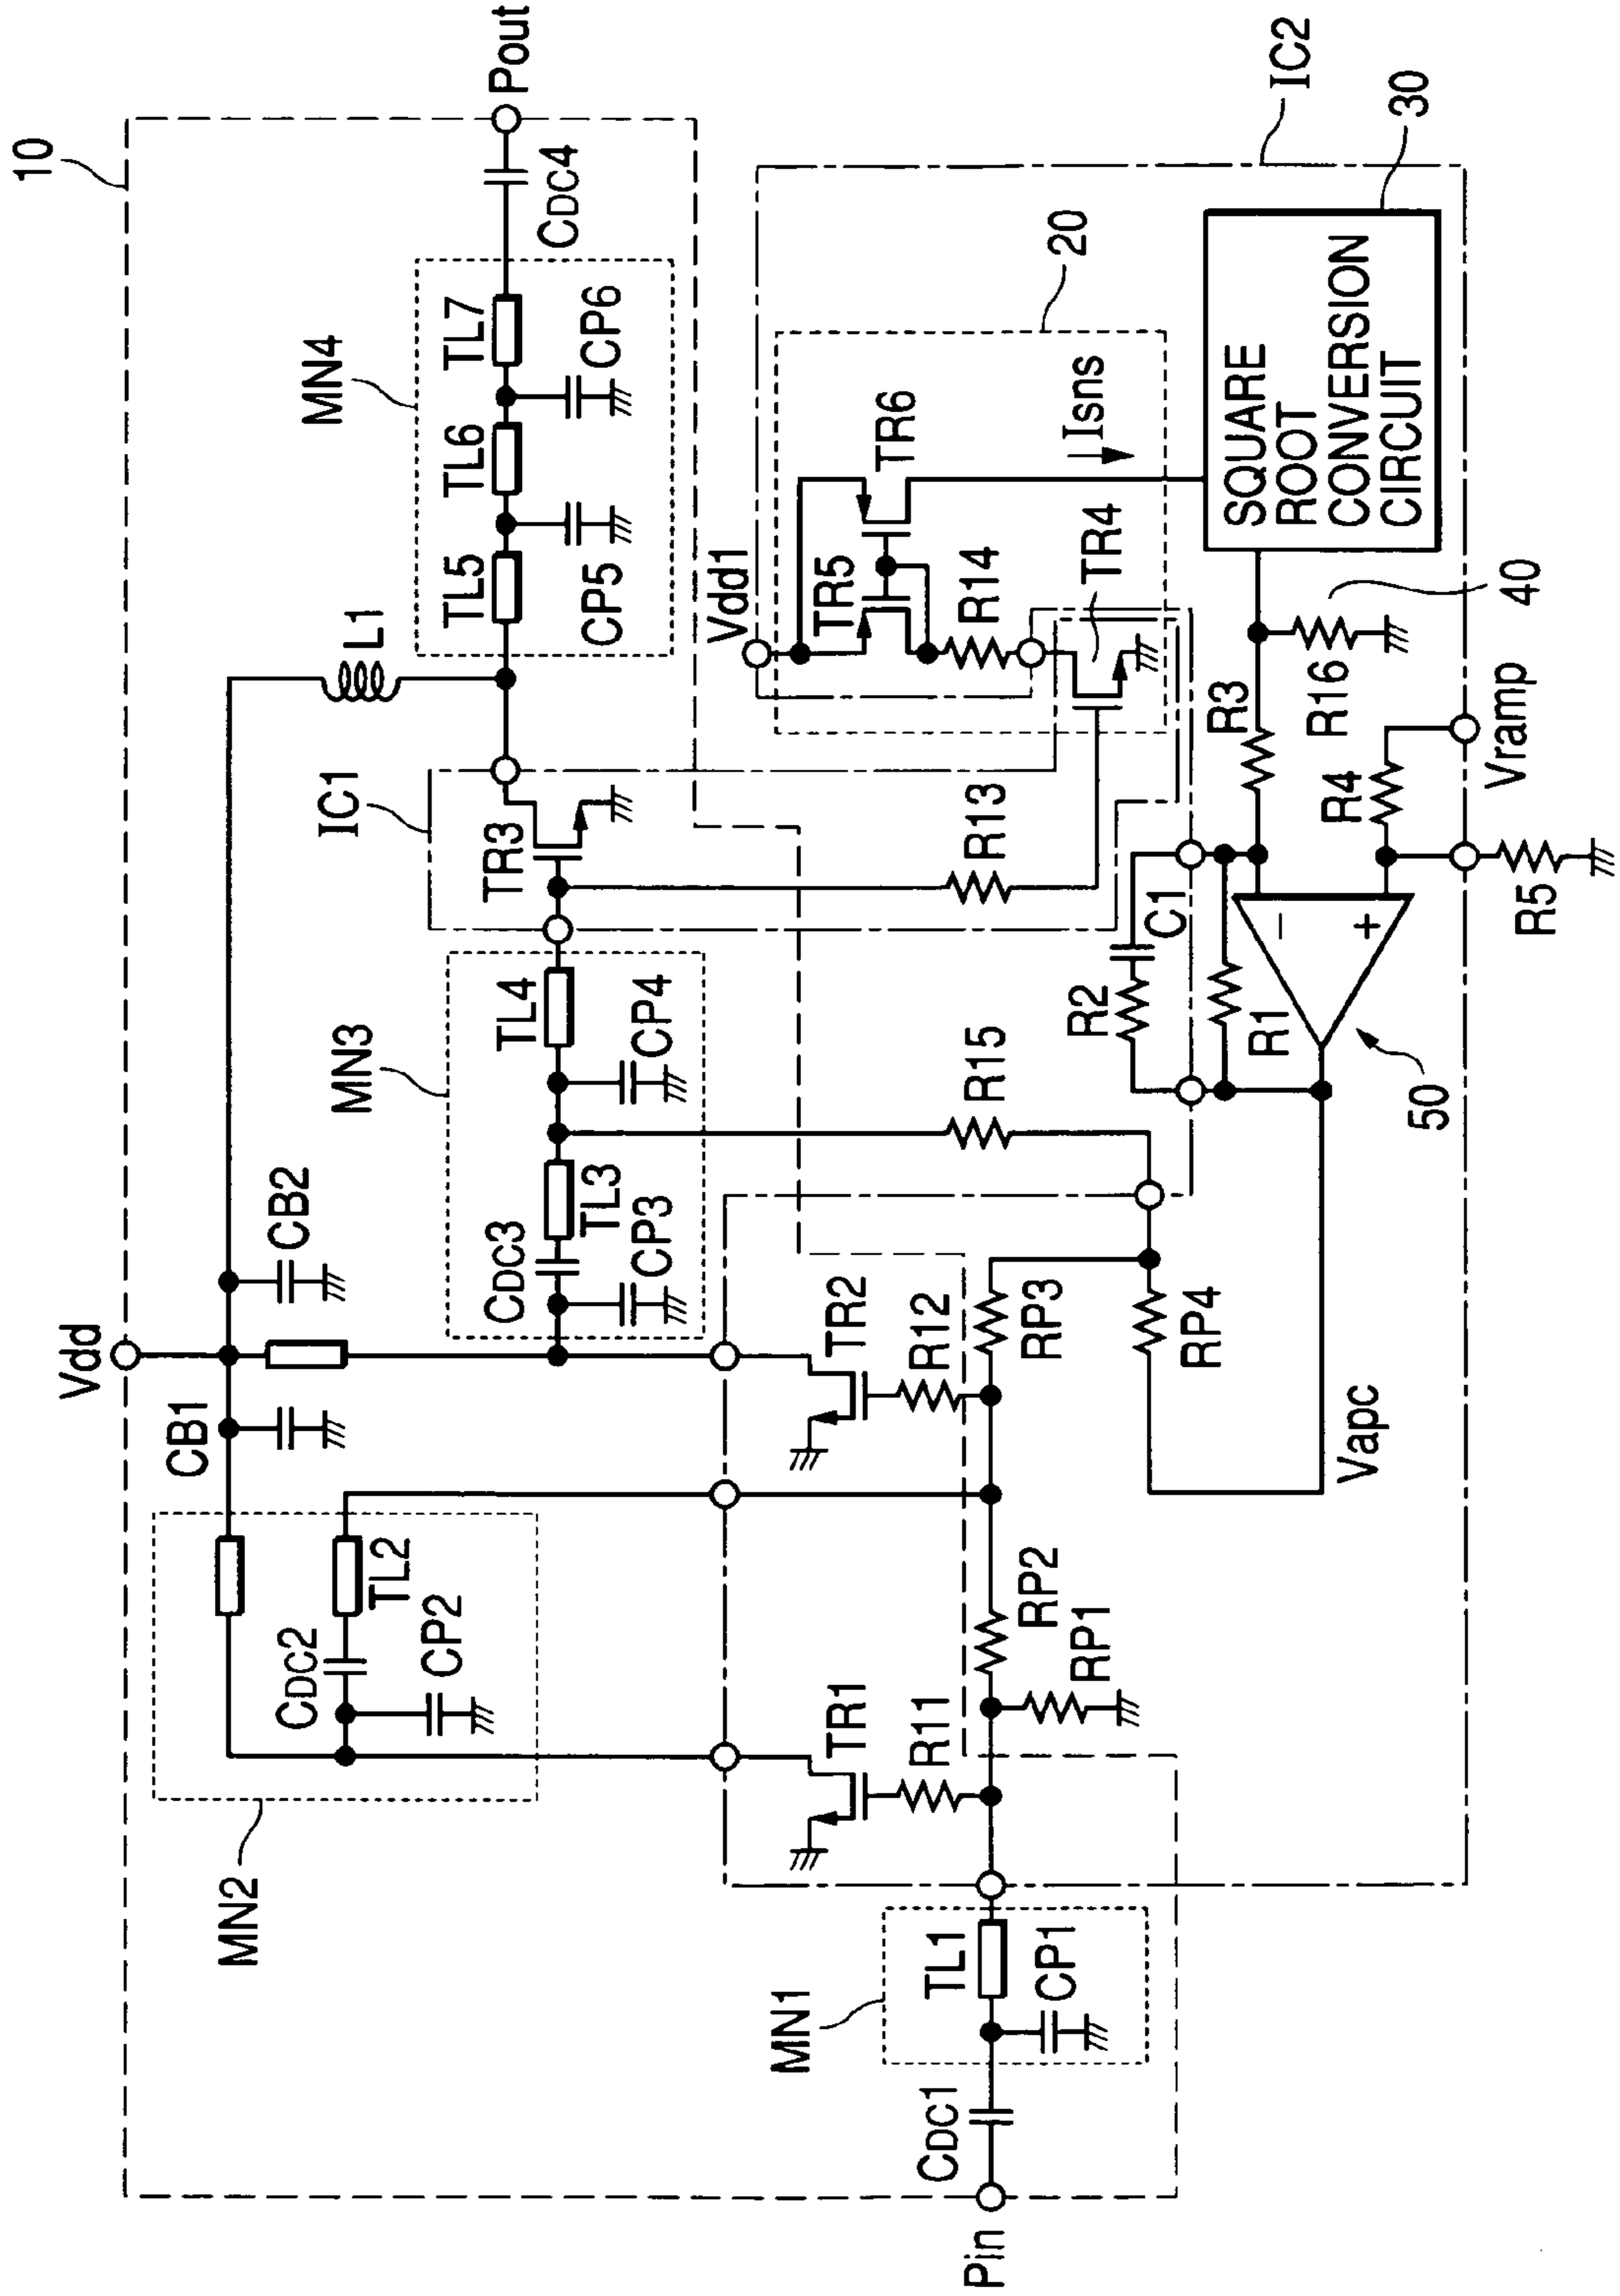 10
Vdd
CB1
CB2
L1
MN2
CDC2
TL2
CP2
MN3
CDC3
TL3
CP3
TL4
CP4
IC1
TR3
MN4
TL5
CP5
TL6
TL7
CP6
CDC4
Pout
Pin
CDC1
MN1
TL1
CP1
TR1
R11
RP1
RP2
TR2
R12
RP3
RP4
R15
R13
Vdd1
TR5
TR6
R14
TR4
Isns
20
IC2
30
SQUARE
ROOT
CONVERSION
CIRCUIT
40
R16
R3
R4
Vramp
R5
C1
R2
R1
−
+
50
Vapc